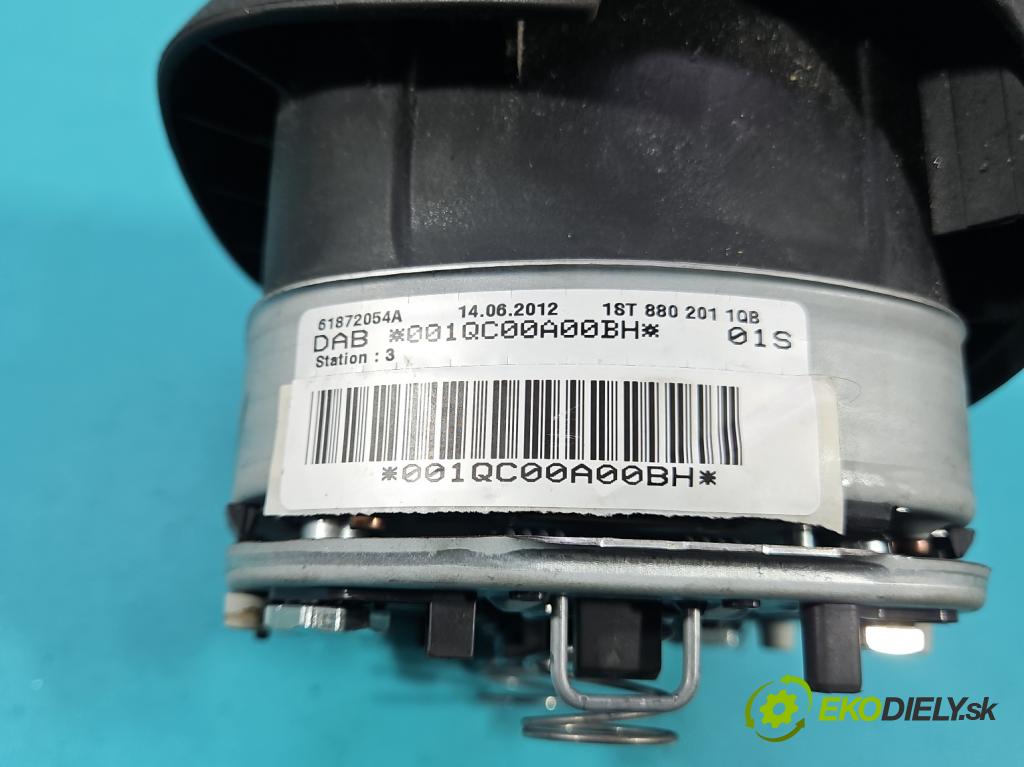 61872054A 14.06.2012 1ST 880 201 1QB
DAB *001QC00A00BH* 01S
Station : 3
*001QC00A00BH*
EKODIELY.sk